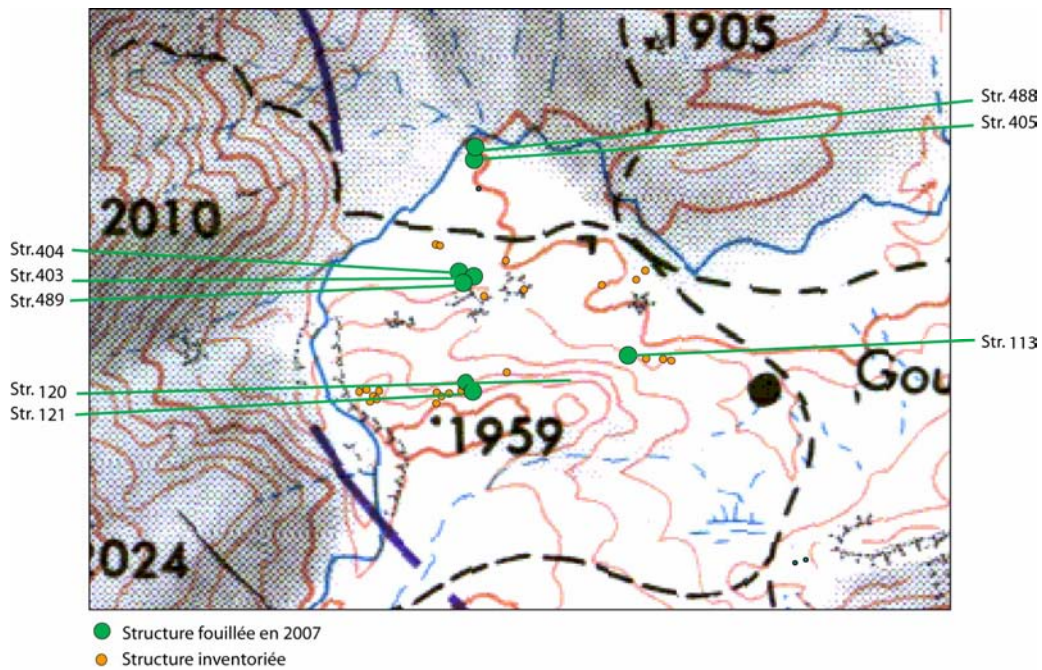 1905
Str. 488
Str. 405
2010
Str. 404
Str. 403
Str. 489
Str. 113
Gou
Str. 120
Str. 121
1959
2024
Structure fouillée en 2007
Structure inventoriée